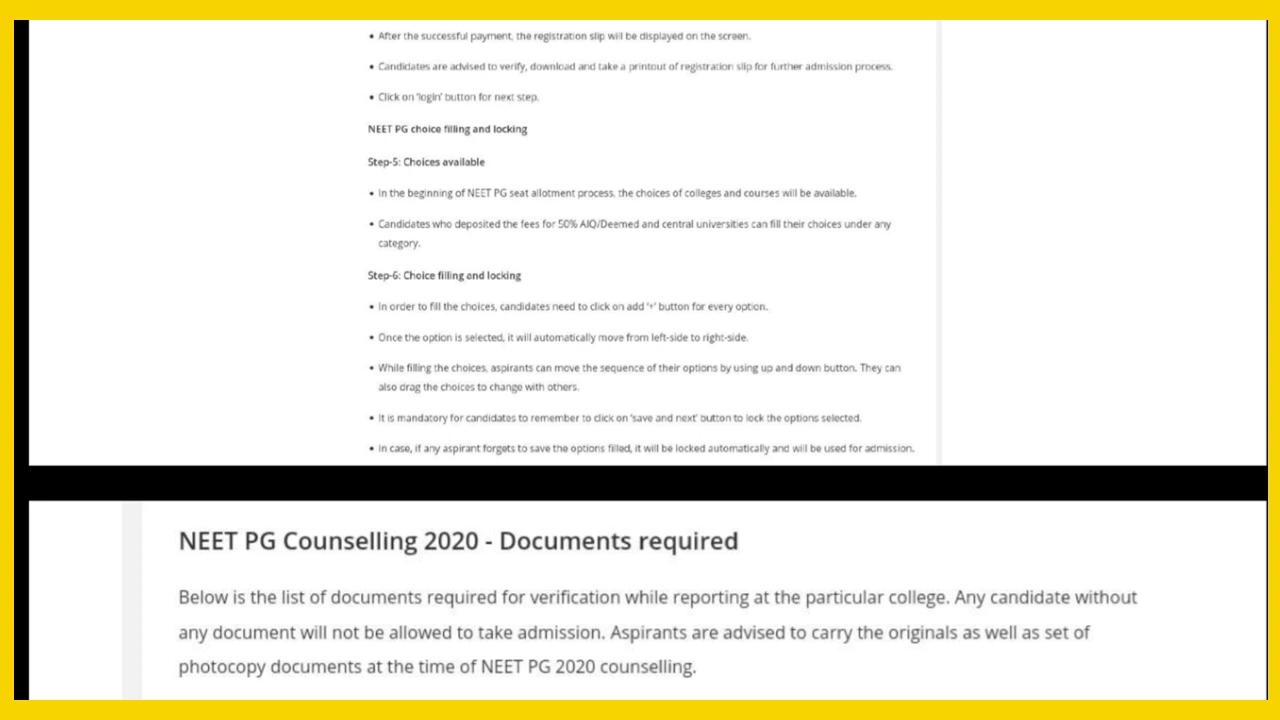 • After the successful payment, the registration slip will be displayed on the screen.
• Candidates are advised to verify, download and take a printout of registration slip for further admission process.
• Click on 'login' button for next step.
NEET PG choice filling and locking
Step-5: Choices available
• In the beginning of NEET PG seat allotment process, the choices of colleges and courses will be available.
• Candidates who deposited the fees for 50% AIQ/Deemed and central universities can fill their choices under any
category.
Step-6: Choice filling and locking
• In order to fill the choices, candidates need to click on add '+' button for every option.
• Once the option is selected, it will automatically move from left-side to right-side.
• While filling the choices, aspirants can move the sequence of their options by using up and down button. They can
also drag the choices to change with others.
• It is mandatory for candidates to remember to click on 'save and next' button to lock the options selected.
• In case, if any aspirant forgets to save the options filled, it will be locked automatically and will be used for admission.
NEET PG Counselling 2020 - Documents required
Below is the list of documents required for verification while reporting at the particular college. Any candidate without
any document will not be allowed to take admission. Aspirants are advised to carry the originals as well as set of
photocopy documents at the time of NEET PG 2020 counselling.